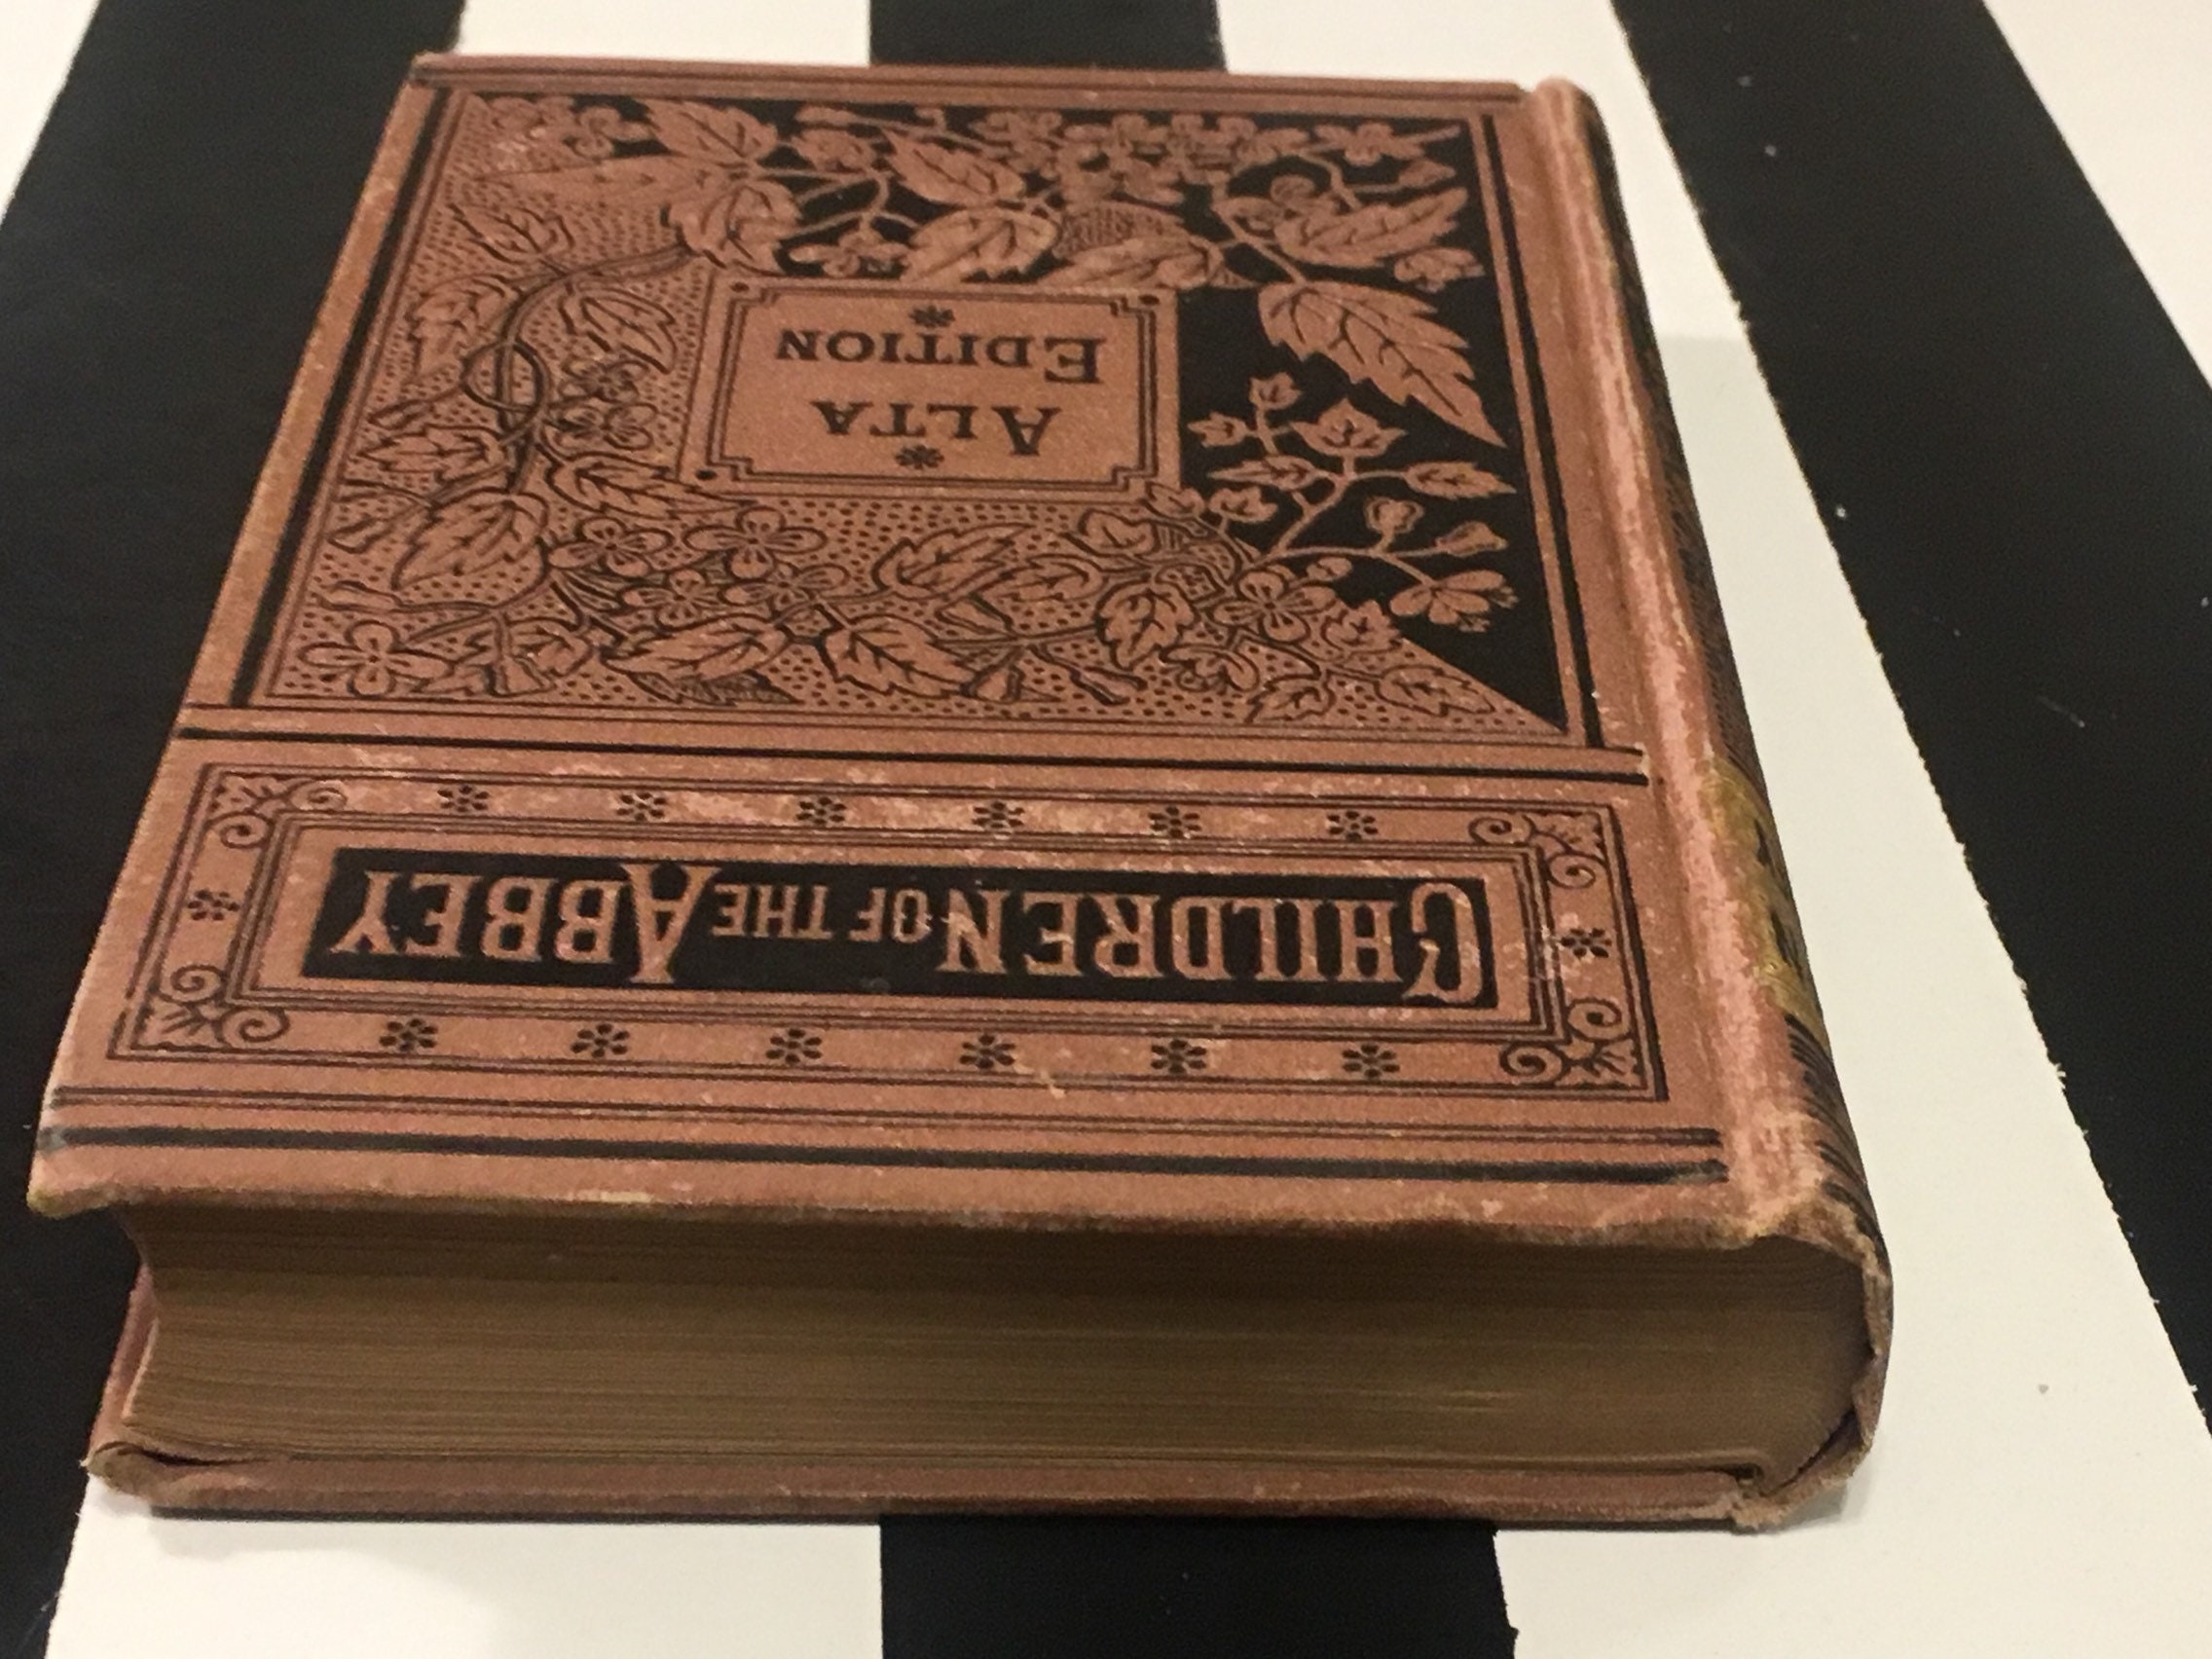 CHILDREN OF THE ABBEY
ALTA
EDITION